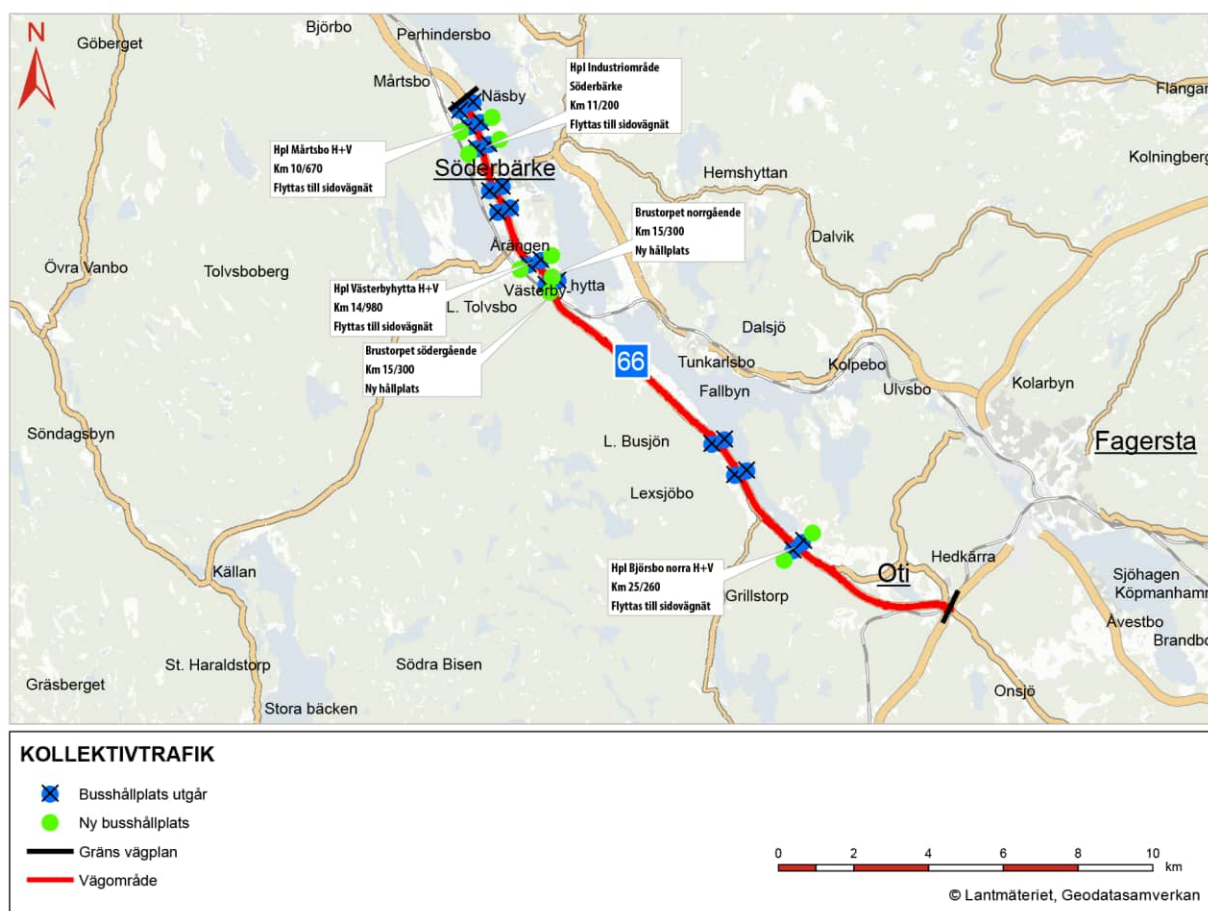 N
Björbo
Perhindersbo
Göberget
Mårtsbo
Näsby
Flängan
Hpl Industriområde
Söderbärke
Km 11/200
Flyttas till sidovägnät
Hpl Mårtsbo H+V
Km 10/670
Flyttas till sidovägnät
Söderbärke
Kolningberg
Hemshyttan
Brustorpet norrgående
Km 15/300
Ny hållplats
Dalvik
Årängen
Övra Vanbo
Tolvsboberg
Hpl Västerbyhytta H+V
Km 14/980
Flyttas till sidovägnät
Västerby-
hytta
L. Tolvsbo
Dalsjö
Brustorpet södergående
Km 15/300
Ny hållplats
66
Tunkarlsbo
Kolpebo
Ulvsbo
Kolarbyn
Fallbyn
Söndagsbyn
L. Busjön
Fagersta
Lexsjöbo
Hpl Björsbo norra H+V
Km 25/260
Flyttas till sidovägnät
Hedkärra
Oti
Källan
Grillstorp
Sjöhagen
Köpmanhamn
Avestbo
Brandbo
St. Haraldstorp
Södra Bisen
Gräsberget
Onsjö
Stora bäcken
KOLLEKTIVTRAFIK
Busshållplats utgår
Ny busshållplats
Gräns vägplan
Vägområde
0 2 4 6 8 10
km
© Lantmäteriet, Geodatasamverkan